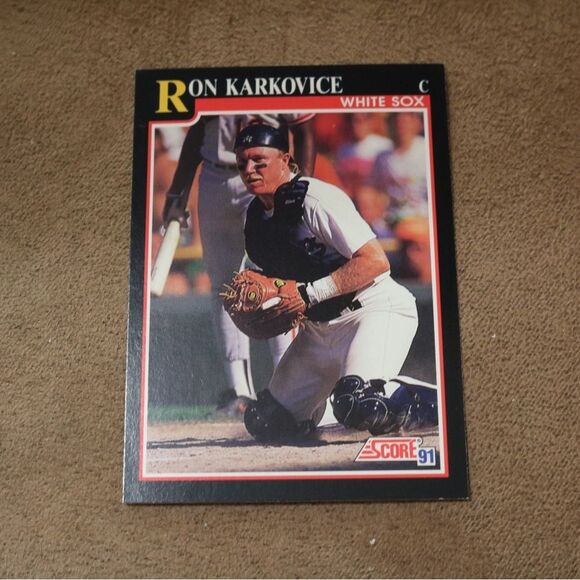 RON KARKOVICE C
WHITE SOX
SCORE
91